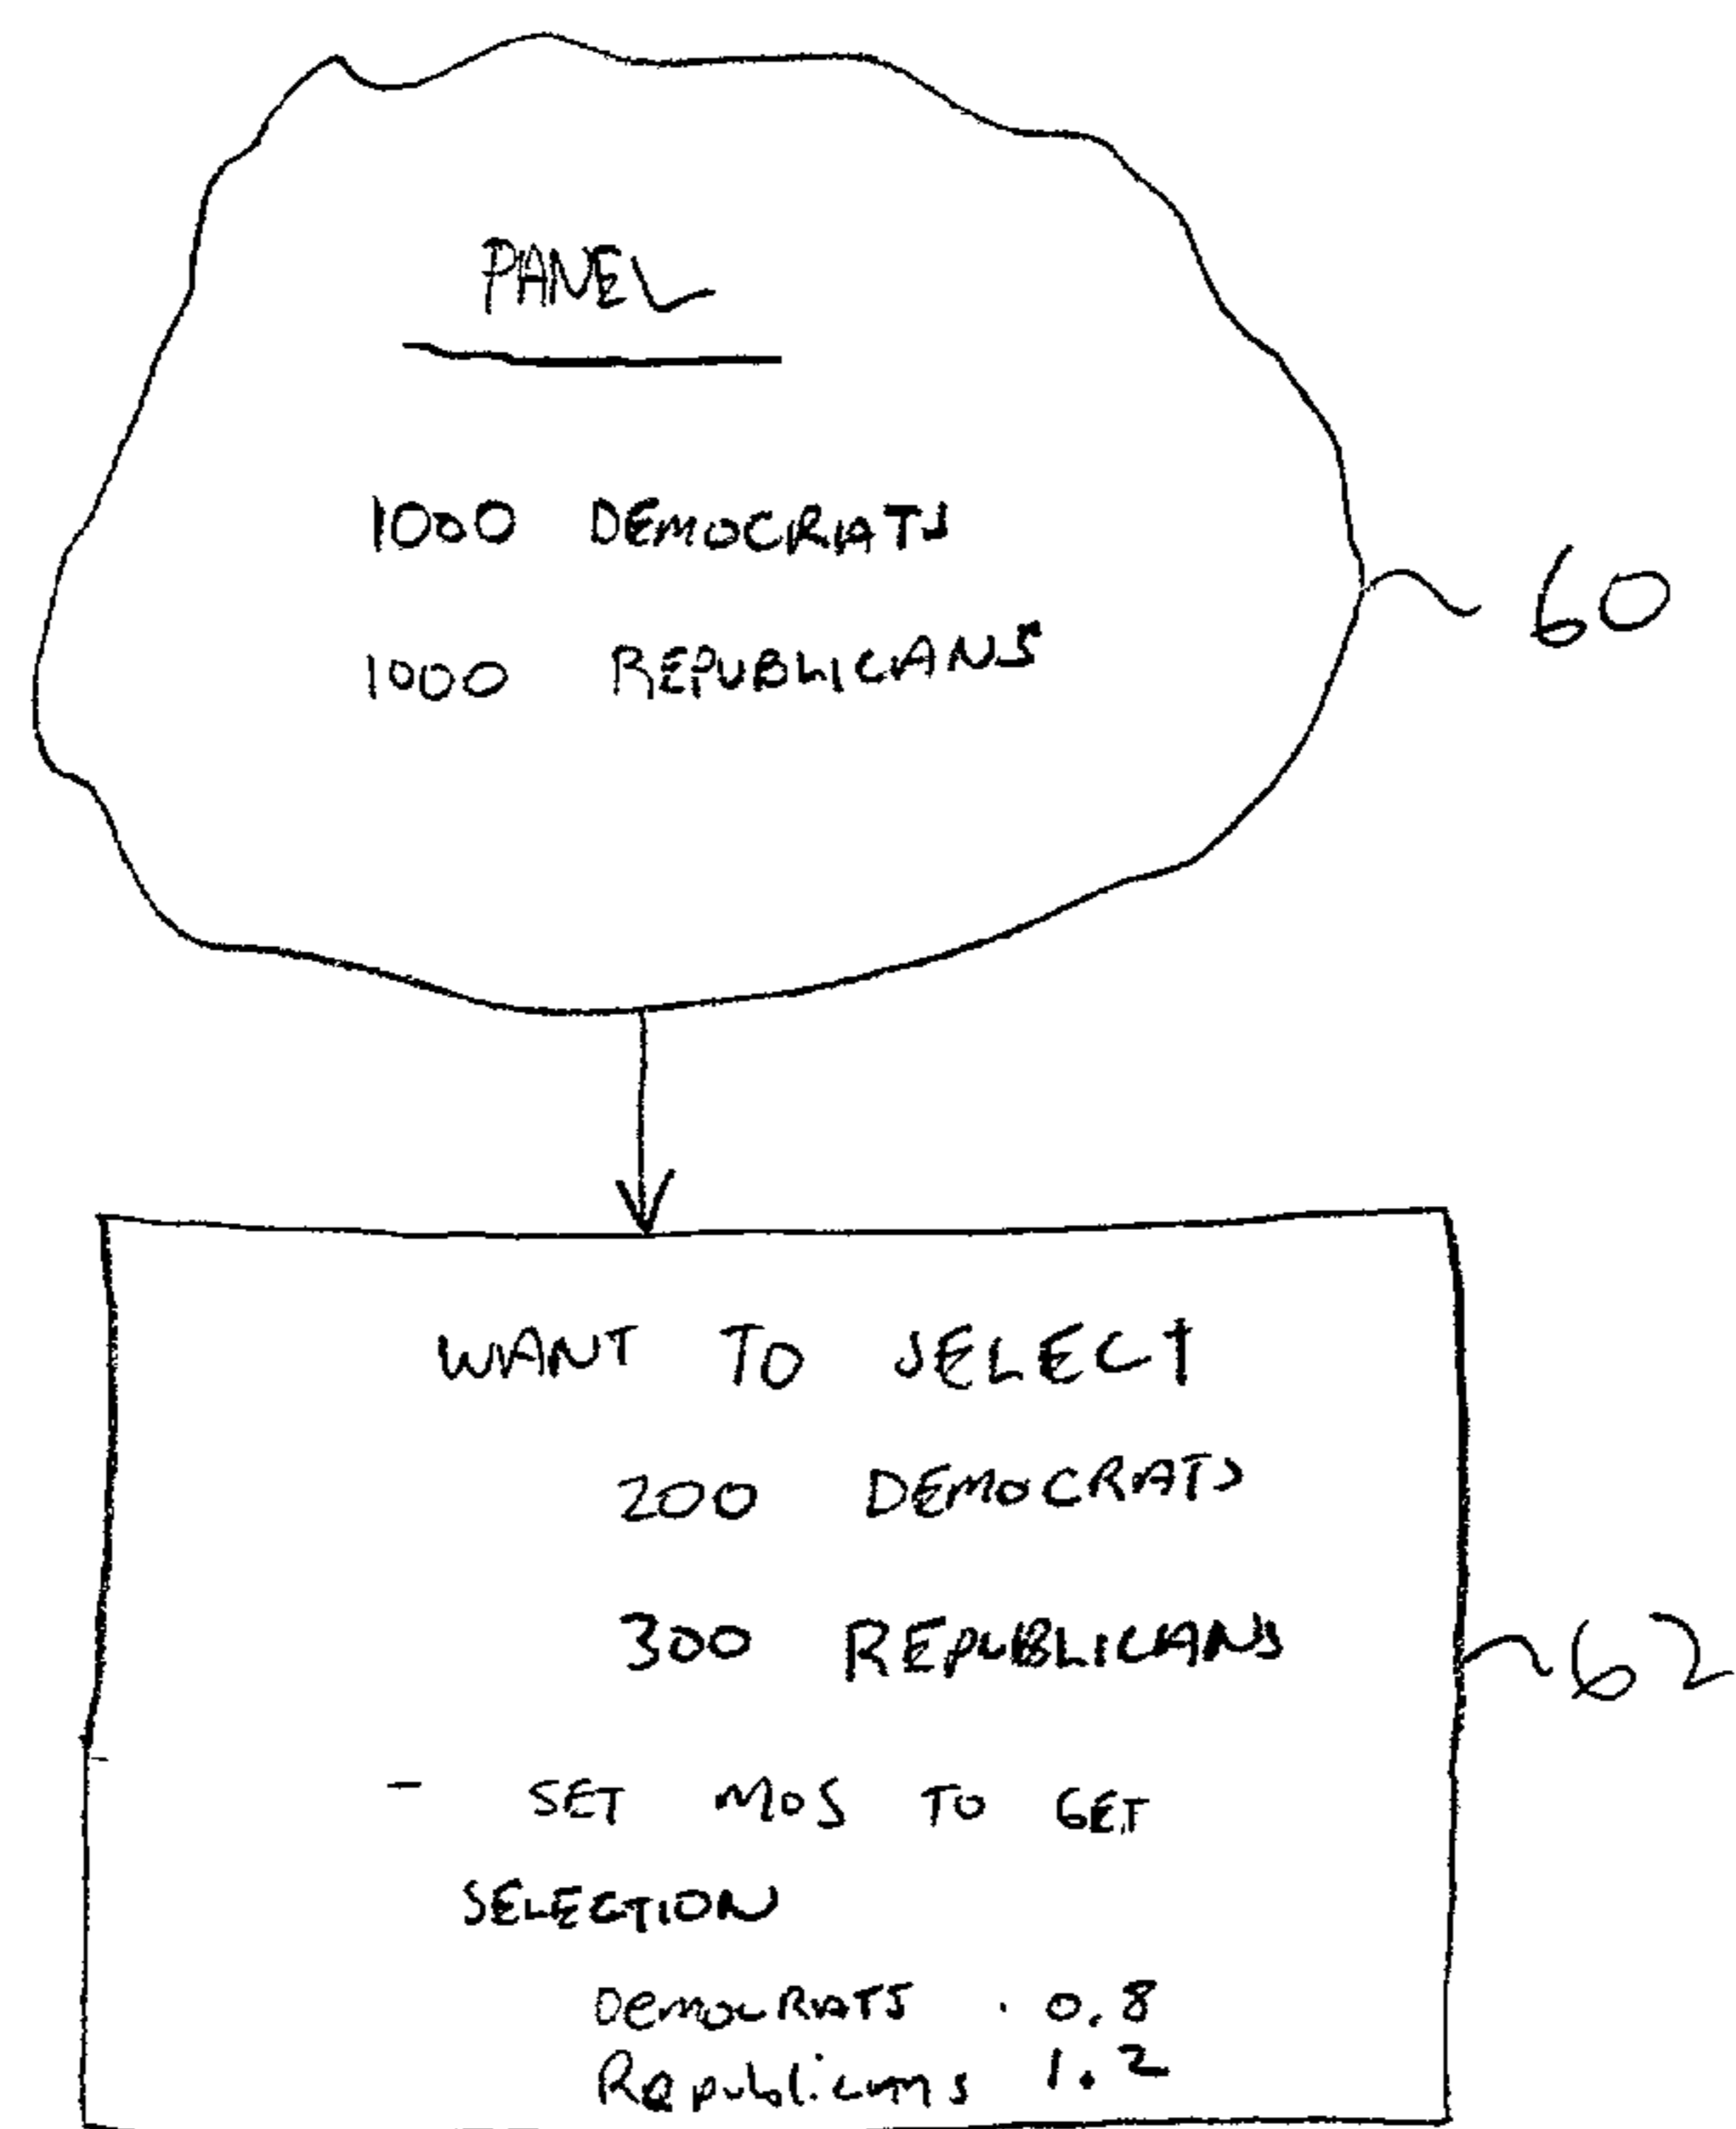 PANEL
1000 DEMOCRATS
1000 REPUBLICANS
60
WANT TO SELECT
200 DEMOCRATS
300 REPUBLICANS
62
- SET MOS TO GET
SELECTION
DEMOCRATS 0.8
Republicans 1.2